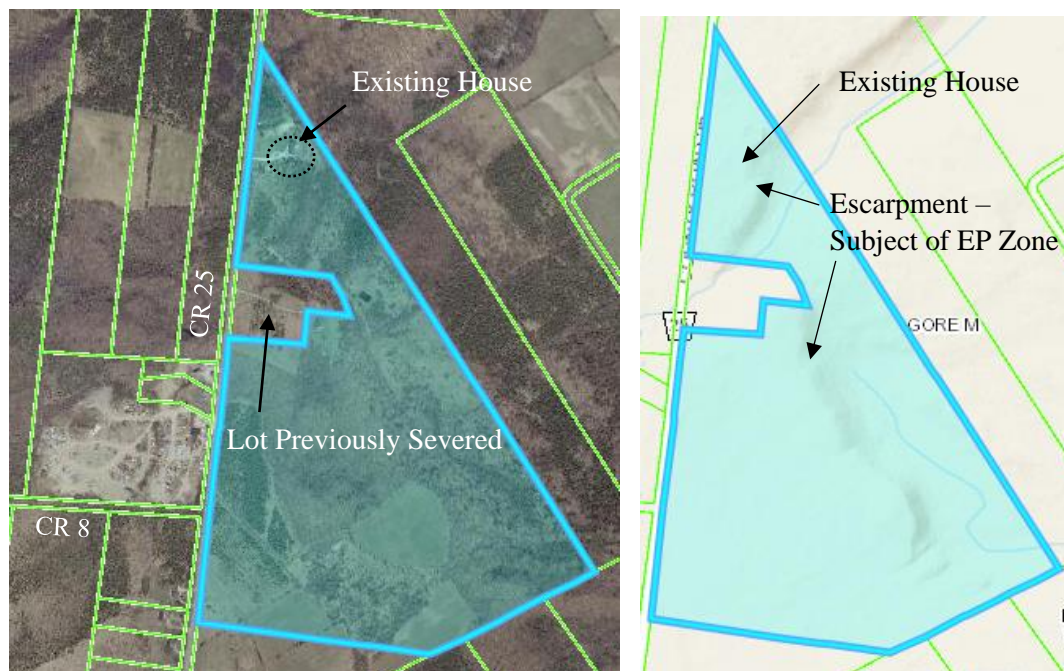 Existing House
CR 25
Lot Previously Severed
CR 8
Existing House
Escarpment –
Subject of EP Zone
GORE M